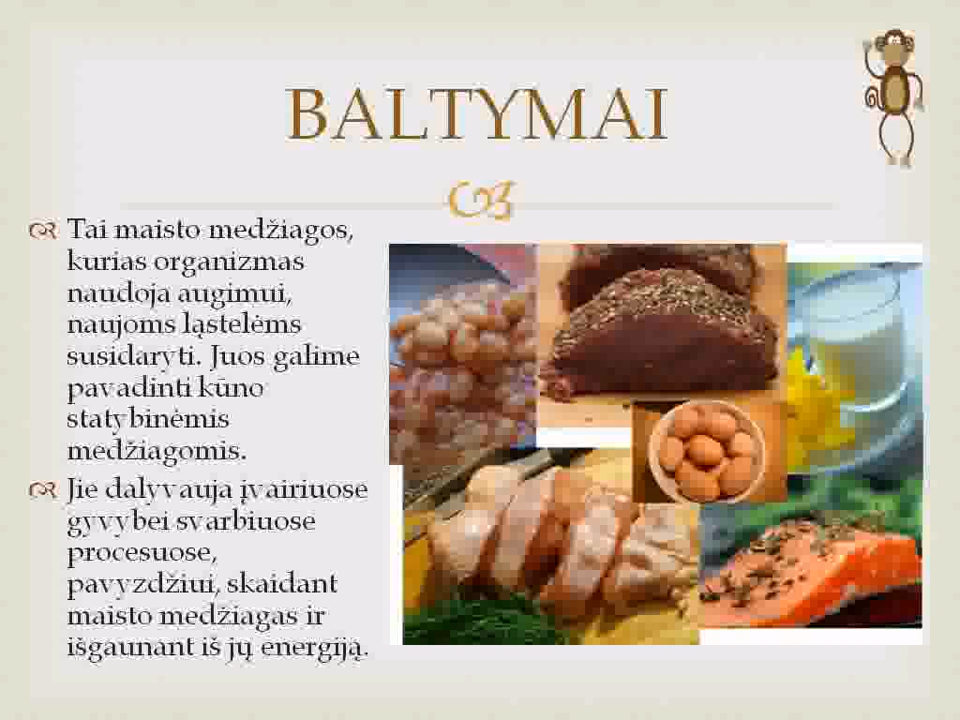 BALTYMAI
Tai maisto medžiagos,
kurias organizmas
naudoja augimui,
naujoms ląstelėms
susidaryti. Juos galime
pavadinti kūno
statybinėmis
medžiagomis.
Jie dalyvauja įvairiuose
gyvybei svarbiuose
procesuose,
pavyzdžiui, skaidant
maisto medžiagas ir
išgaunant iš jų energiją.